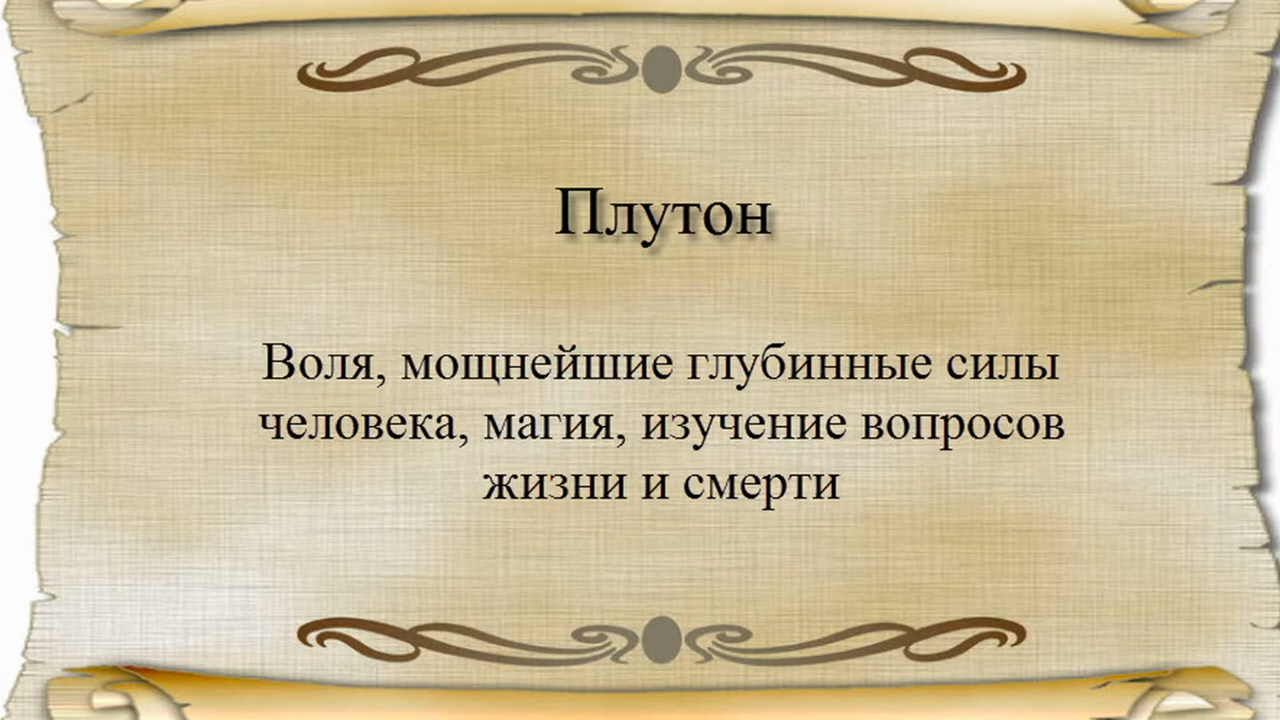 Плутон
Воля, мощнейшие глубинные силы
человека, магия, изучение вопросов
жизни и смерти